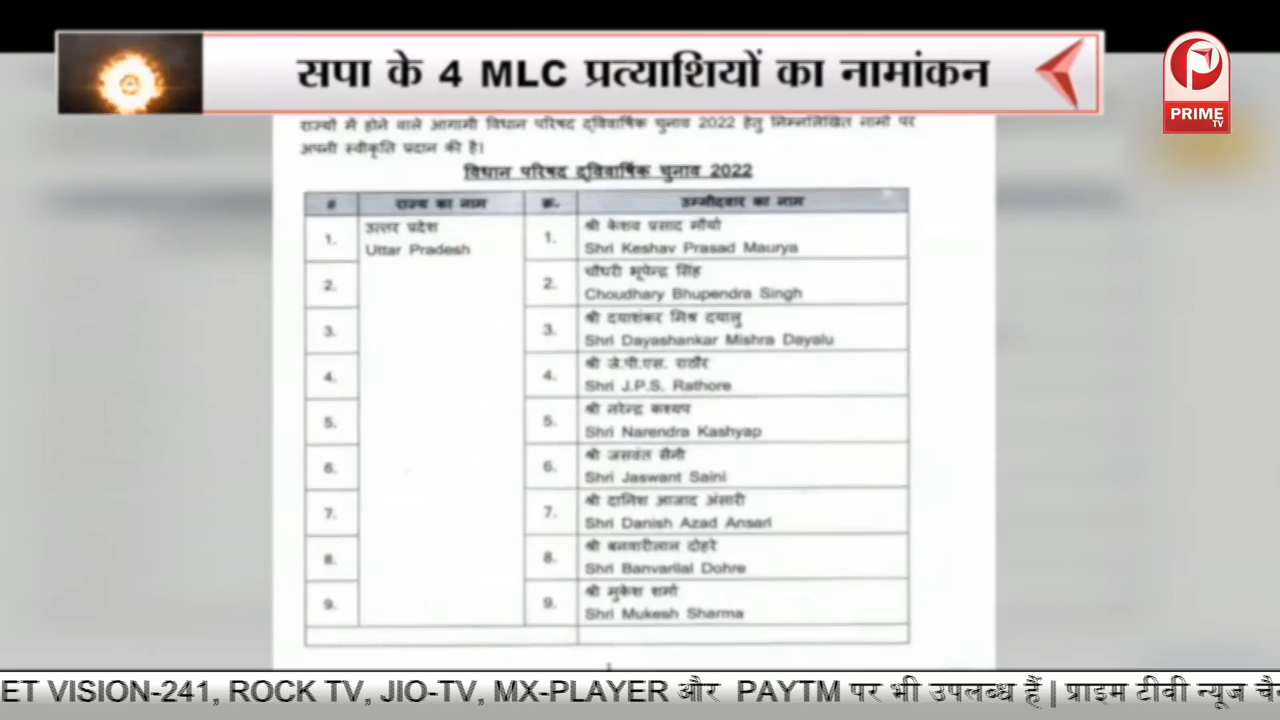 सपा के 4 MLC प्रत्याशियों का नामांकन
PRIME
TV
राज्यों में होने वाले आगामी विधान परिषद द्विवार्षिक चुनाव 2022 हेतु निम्नलिखित नामों पर
अपनी स्वीकृति प्रदान की है।
विधान परिषद द्विवार्षिक चुनाव 2022
# राज्य का नाम क्र. उम्मीदवार का नाम
1. उत्तर प्रदेश 1. श्री केशव प्रसाद मौर्या
Uttar Pradesh Shri Keshav Prasad Maurya
2. 2. चौधरी भूपेन्द्र सिंह
Choudhary Bhupendra Singh
3. 3. श्री दयाशंकर मिश्र दयालु
Shri Dayashankar Mishra Dayalu
4. 4. श्री जे.पी.एस. राठौर
Shri J.P.S. Rathore
5. 5. श्री नरेन्द्र कश्यप
Shri Narendra Kashyap
6. 6. श्री जसवंत सैनी
Shri Jaswant Saini
7. 7. श्री दानिश आजाद अंसारी
Shri Danish Azad Ansari
8. 8. श्री बनवारीलाल दोहरे
Shri Banvarilal Dohre
9. 9. श्री मुकेश शर्मा
Shri Mukesh Sharma
ET VISION-241, ROCK TV, JIO-TV, MX-PLAYER और PAYTM पर भी उपलब्ध हैं | प्राइम टीवी न्यूज चै